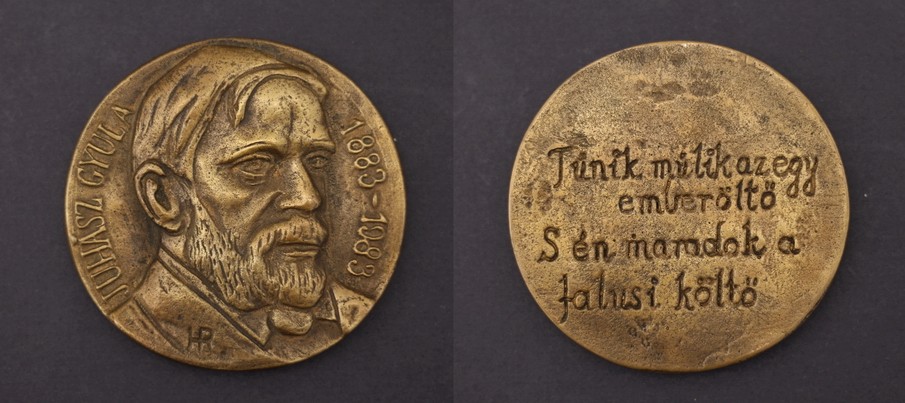 JUHÁSZ GYULA
1883-1983
HR
Tűnik múlik az egy
emberöltő
S én maradok a
falusi költő